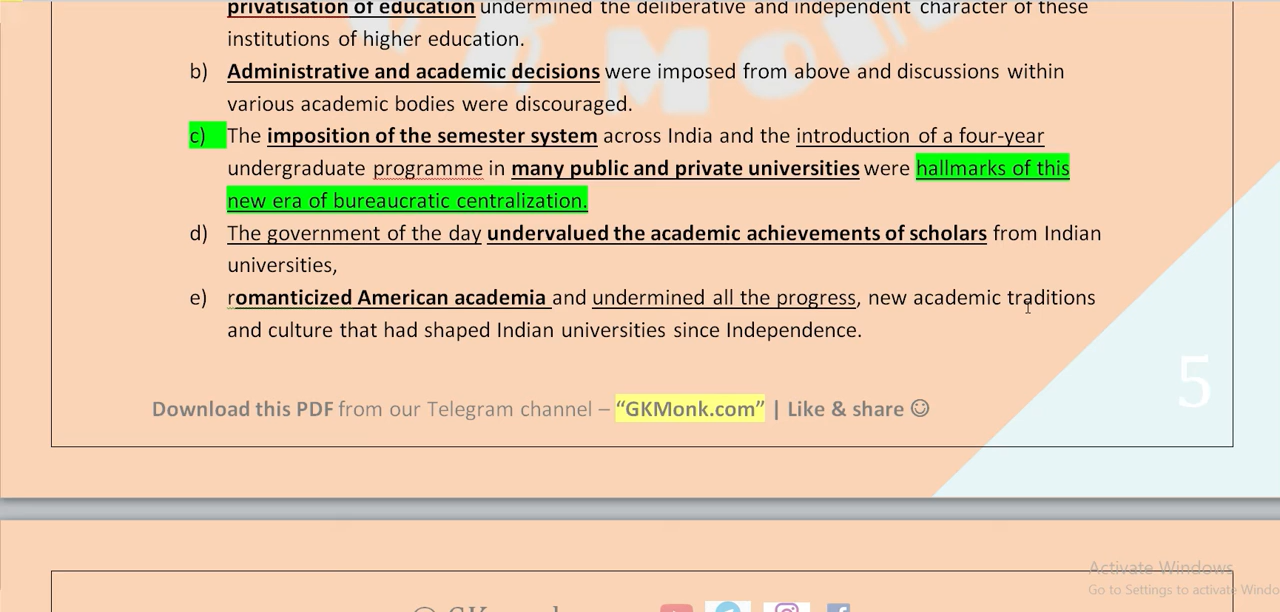 privatisation of education undermined the deliberative and independent character of these
institutions of higher education.
b) Administrative and academic decisions were imposed from above and discussions within
various academic bodies were discouraged.
c) The imposition of the semester system across India and the introduction of a four-year
undergraduate programme in many public and private universities were hallmarks of this
new era of bureaucratic centralization.
d) The government of the day undervalued the academic achievements of scholars from Indian
universities,
e) romanticized American academia and undermined all the progress, new academic traditions
and culture that had shaped Indian universities since Independence.
5
Download this PDF from our Telegram channel – “GKMonk.com” | Like & share ☺
Activate Windows
Go to Settings to activate Windo